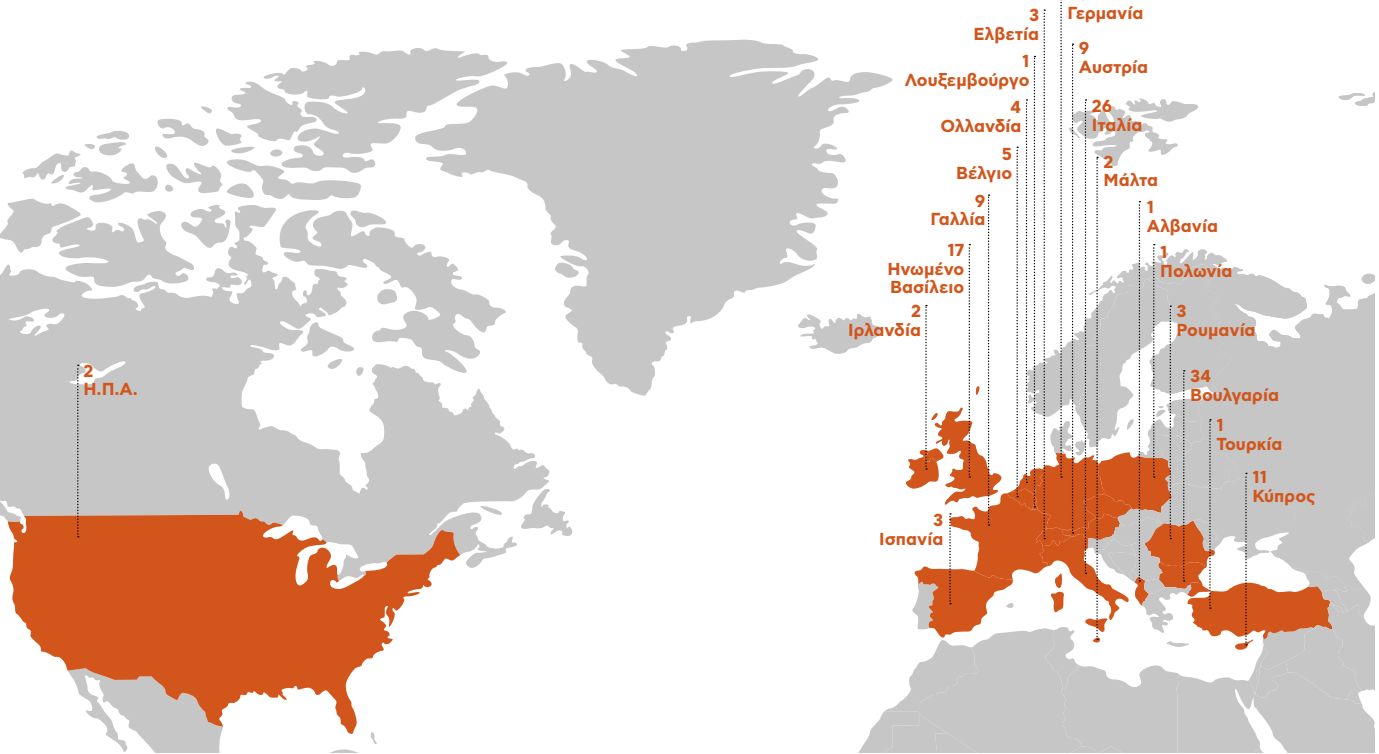 Γερμανία
3
Ελβετία
9
Αυστρία
1
Λουξεμβούργο
4
Ολλανδία
26
Ιταλία
5
Βέλγιο
2
Μάλτα
9
Γαλλία
1
Αλβανία
17
Ηνωμένο
Βασίλειο
1
Πολωνία
2
Ιρλανδία
3
Ρουμανία
2
Η.Π.Α.
34
Βουλγαρία
1
Τουρκία
11
Κύπρος
3
Ισπανία